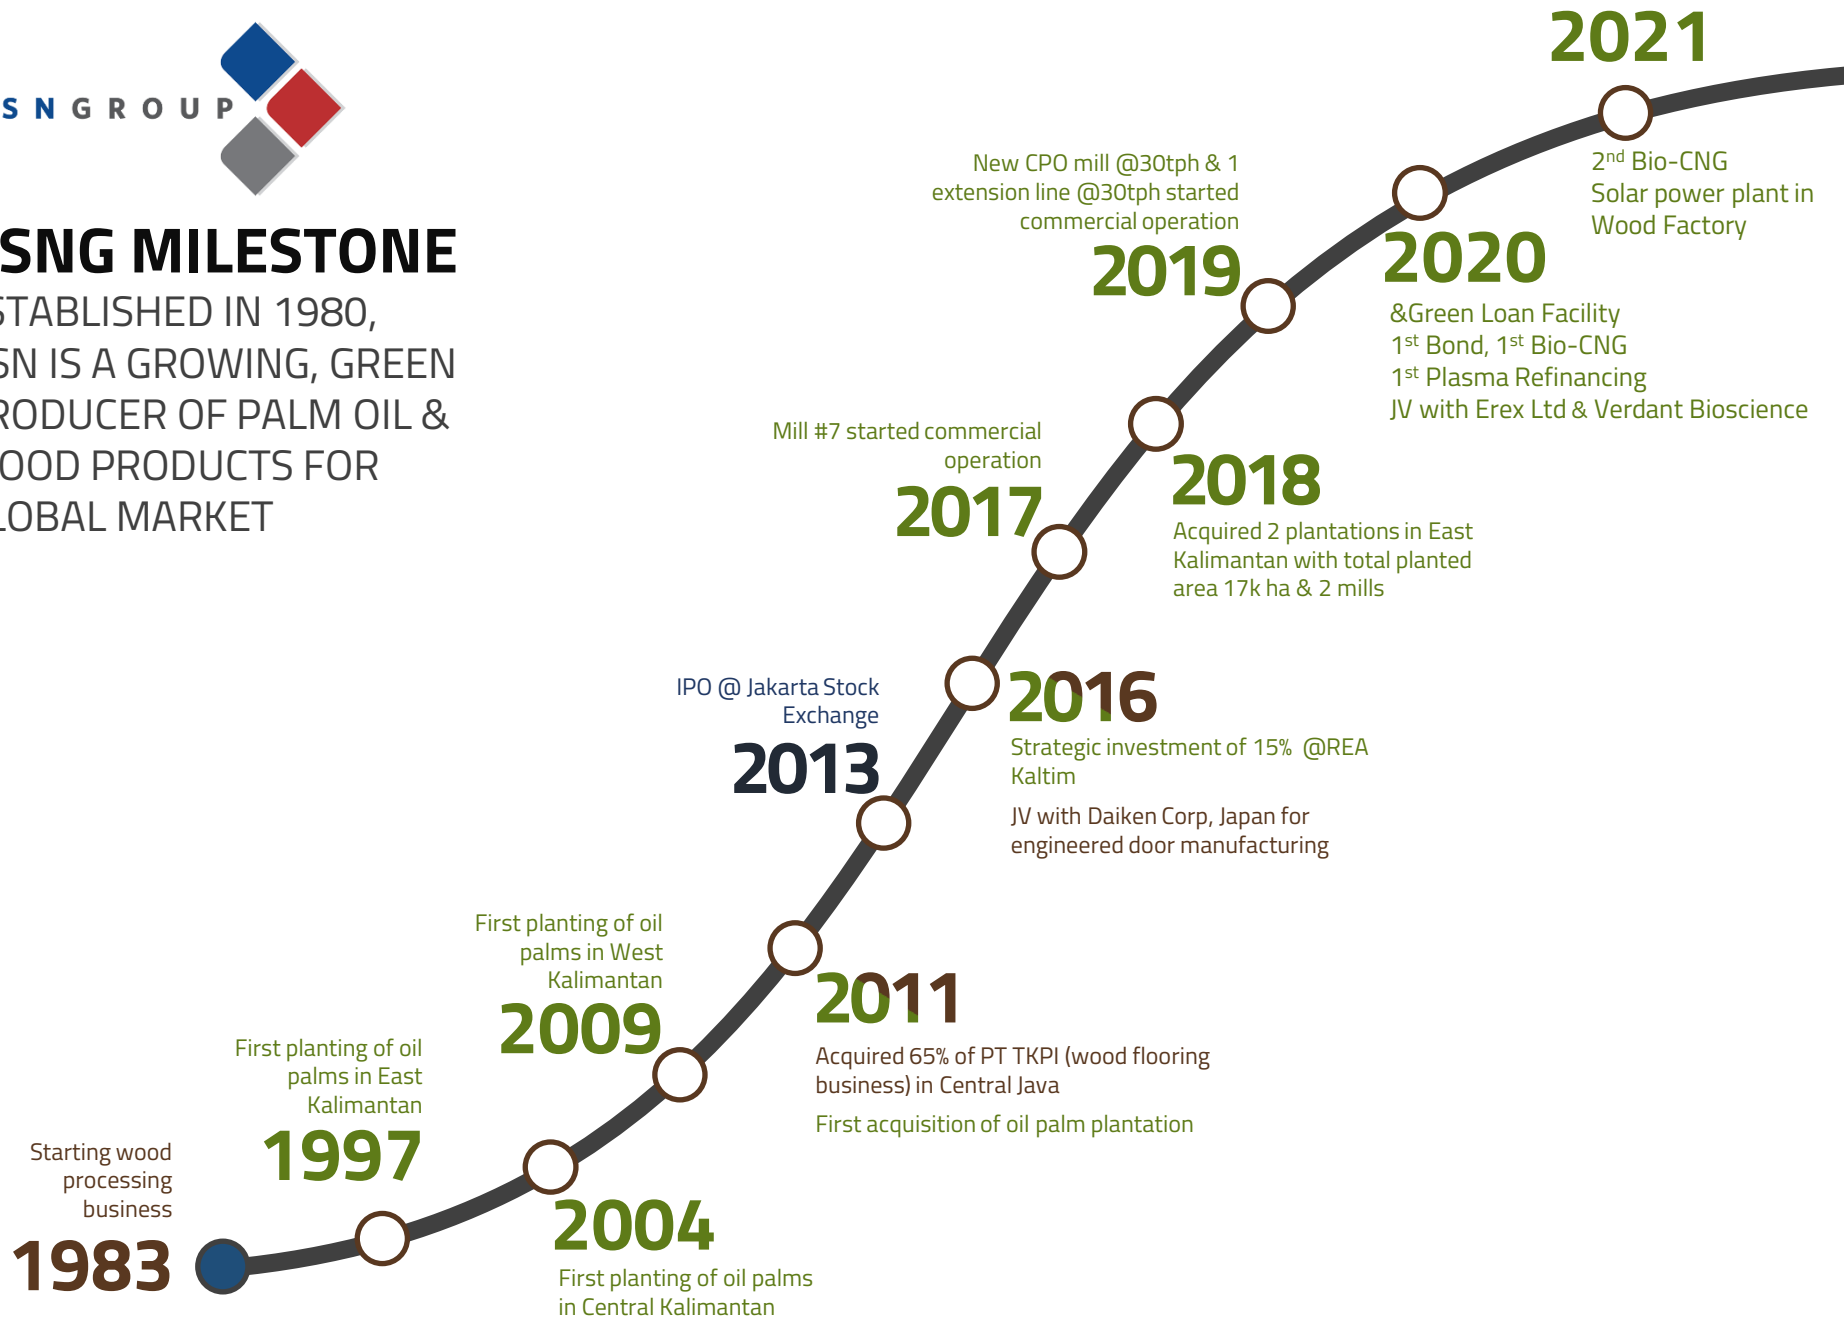 SNGROUP
SNG MILESTONE
STABLISHED IN 1980,
SN IS A GROWING, GREEN
RODUCER OF PALM OIL &
OOD PRODUCTS FOR
LOBAL MARKET
Starting wood
processing
business
1983
First planting of oil
palms in East
Kalimantan
1997
2004
First planting of oil palms
in Central Kalimantan
First planting of oil
palms in West
Kalimantan
2009
2011
Acquired 65% of PT TKPI (wood flooring
business) in Central Java
First acquisition of oil palm plantation
IPO @ Jakarta Stock
Exchange
2013
2016
Strategic investment of 15% @REA
Kaltim
JV with Daiken Corp, Japan for
engineered door manufacturing
Mill #7 started commercial
operation
2017
2018
Acquired 2 plantations in East
Kalimantan with total planted
area 17k ha & 2 mills
New CPO mill @30tph & 1
extension line @30tph started
commercial operation
2019
2020
&Green Loan Facility
1st Bond, 1st Bio-CNG
1st Plasma Refinancing
JV with Erex Ltd & Verdant Bioscience
2021
2nd Bio-CNG
Solar power plant in
Wood Factory